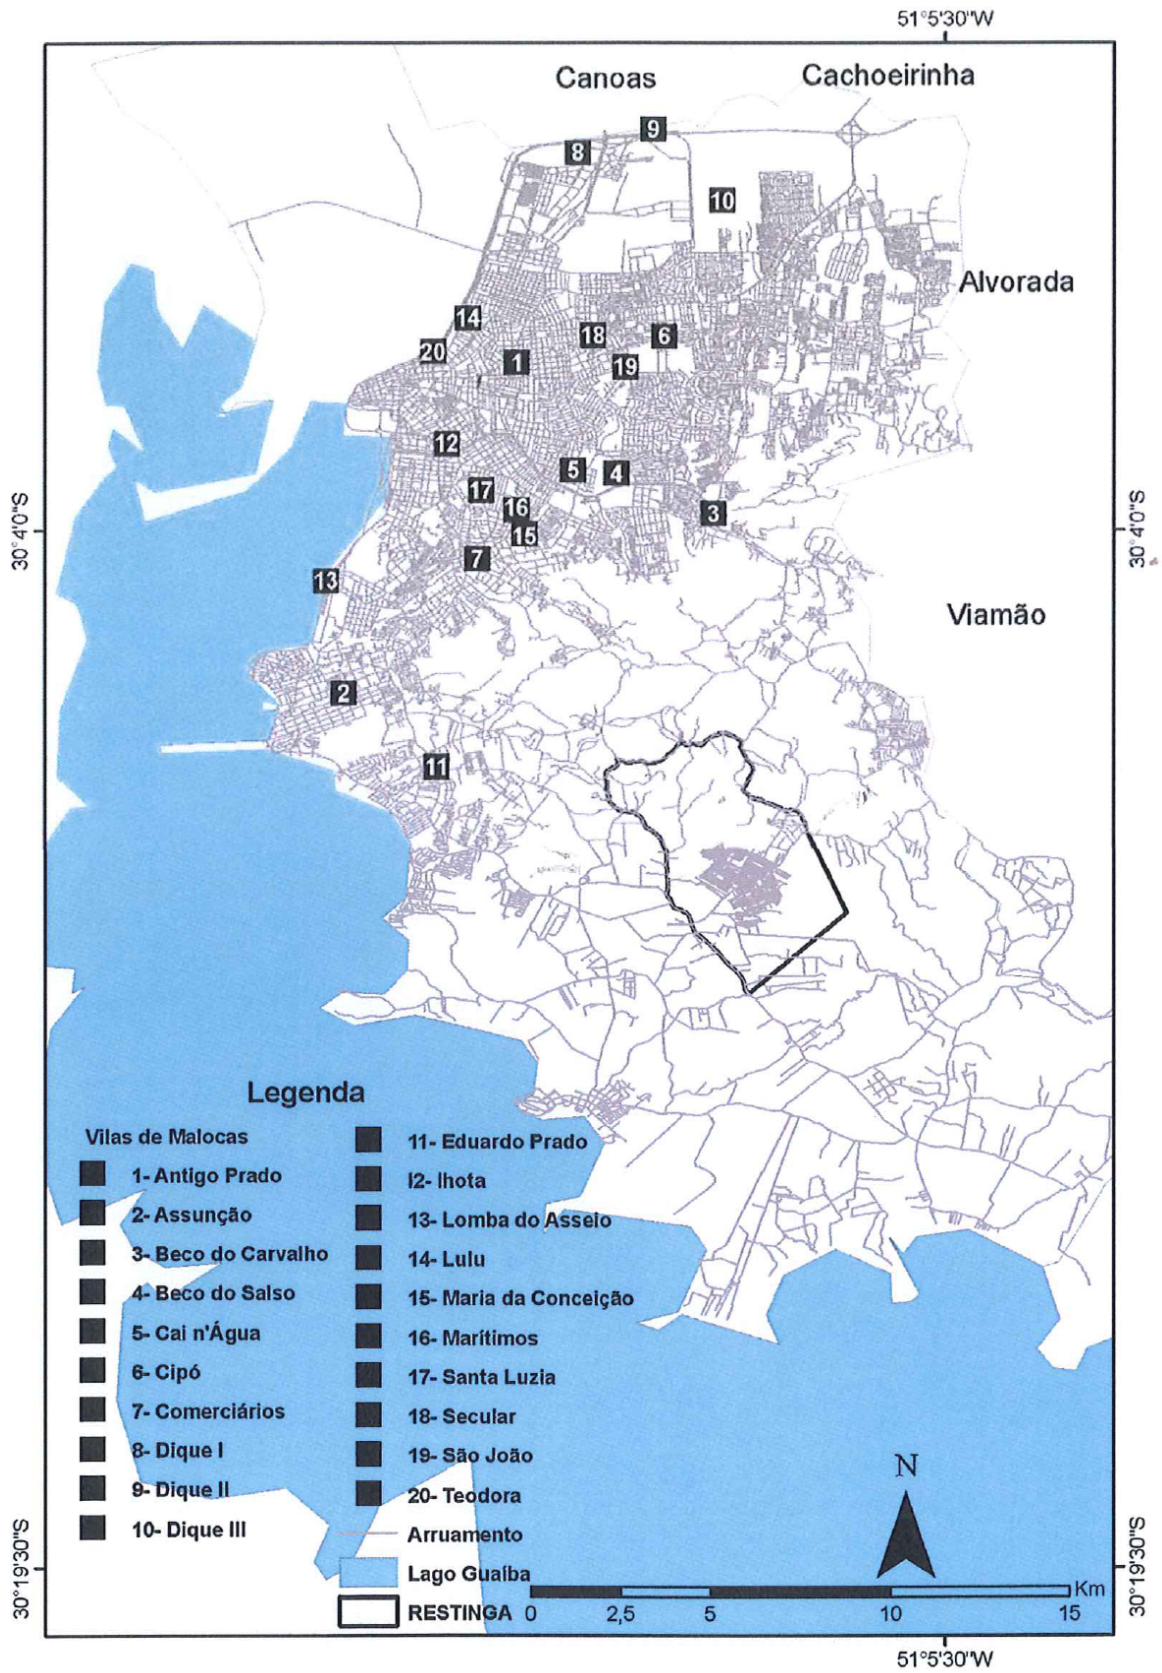 51°5'30"W
Canoas
Cachoeirinha
9
8
10
Alvorada
14
18
6
20
1
19
12
5
4
17
16
3
15
30°4'0"S
30°4'0"S
7
13
Viamão
2
11
Legenda
Vilas de Malocas
1- Antigo Prado
2- Assunção
3- Beco do Carvalho
4- Beco do Salso
5- Cai n'Água
6- Cipó
7- Comerciários
8- Dique I
9- Dique II
10- Dique III
11- Eduardo Prado
I2- Ihota
13- Lomba do Asseio
14- Lulu
15- Maria da Conceição
16- Marítimos
17- Santa Luzia
18- Secular
19- São João
20- Teodora
Arruamento
Lago Guaíba
RESTINGA
N
Km
0 2,5 5 10 15
30°19'30"S
30°19'30"S
51°5'30"W